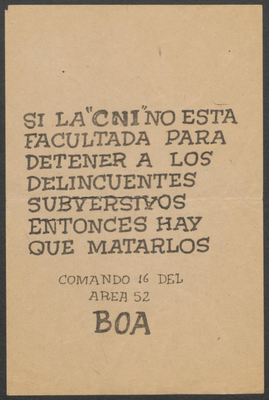 SI LA "CNI" NO ESTA
FACULTADA PARA
DETENER A LOS
DELINCUENTES
SUBVERSIVOS
ENTONCES HAY
QUE MATARLOS
COMANDO 16 DEL
AREA 52
BOA